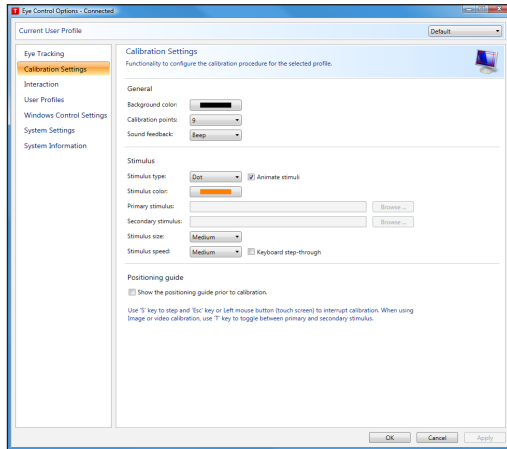 Eye Control Options - Connected
Current User Profile
Default
Eye Tracking
Calibration Settings
Interaction
User Profiles
Windows Control Settings
System Settings
System Information
Calibration Settings
Functionality to configure the calibration procedure for the selected profile.
General
Background color:
Calibration points: 9
Sound feedback: Beep
Stimulus
Stimulus type: Dot Animate stimuli
Stimulus color:
Primary stimulus: Browse ...
Secondary stimulus: Browse ...
Stimulus size: Medium
Stimulus speed: Medium Keyboard step-through
Positioning guide
Show the positioning guide prior to calibration.
Use 'S' key to step and 'Esc' key or Left mouse button (touch screen) to interrupt calibration. When using
Image or video calibration, use 'T' key to toggle between primary and secondary stimulus.
OK Cancel Apply